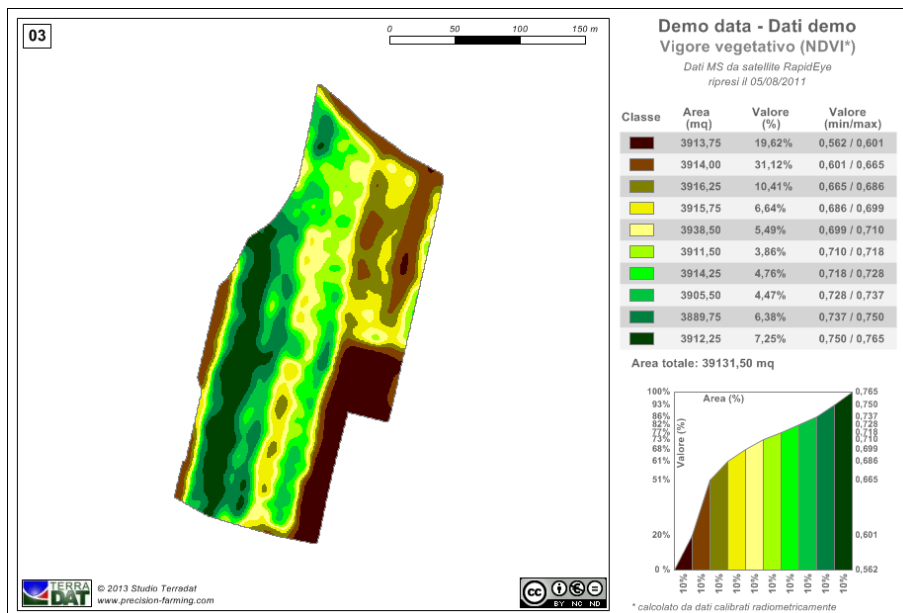 03
0 50 100 150 m
Demo data - Dati demo
Vigore vegetativo (NDVI*)
Dati MS da satellite RapidEye
ripresi il 05/08/2011
Classe Area (mq) Valore (%) Valore (min/max)
3913,75 19,62% 0,562 / 0,601
3914,00 31,12% 0,601 / 0,665
3916,25 10,41% 0,665 / 0,686
3915,75 6,64% 0,686 / 0,699
3938,50 5,49% 0,699 / 0,710
3911,50 3,86% 0,710 / 0,718
3914,25 4,76% 0,718 / 0,728
3905,50 4,47% 0,728 / 0,737
3889,75 6,38% 0,737 / 0,750
3912,25 7,25% 0,750 / 0,765
Area totale: 39131,50 mq
Area (%)
Valore (%)
100% 0,765
93% 0,750
86% 0,737
82% 0,728
77% 0,718
73% 0,710
68% 0,699
61% 0,686
51% 0,665
20% 0,601
0 % 0,562
10% 10% 10% 10% 10% 10% 10% 10% 10% 10%
* calcolato da dati calibrati radiometricamente
TERRA
DAT
© 2013 Studio Terradat
www.precision-farming.com
cc
BY NC ND